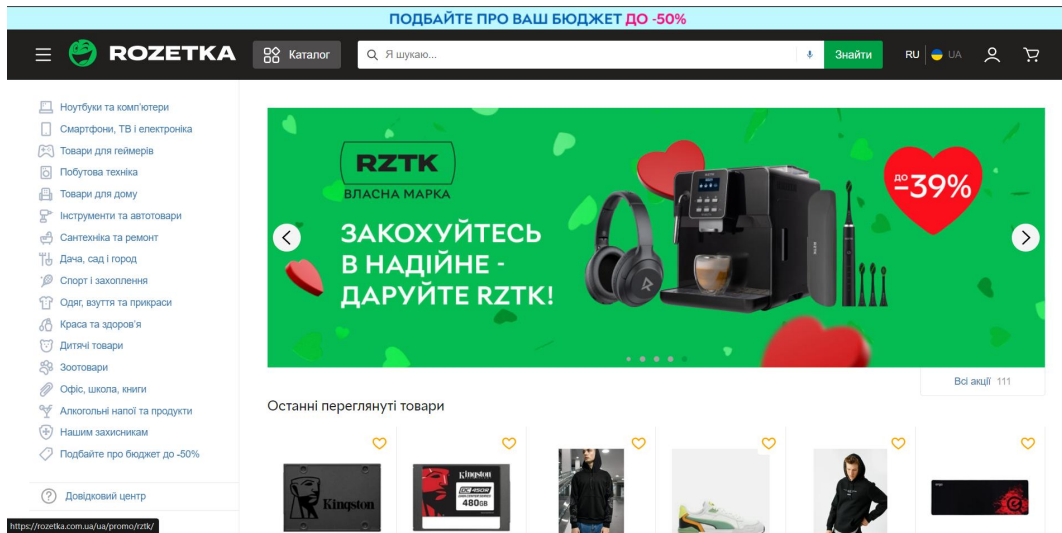 ПОДБАЙТЕ ПРО ВАШ БЮДЖЕТ ДО -50%
ROZETKA
Каталог
Я шукаю...
Знайти
RU
UA
Ноутбуки та комп'ютери
Смартфони, ТВ і електроніка
Товари для геймерів
Побутова техніка
Товари для дому
Інструменти та автотовари
Сантехніка та ремонт
Дача, сад і город
Спорт і захоплення
Одяг, взуття та прикраси
Краса та здоров'я
Дитячі товари
Зоотовари
Офіс, школа, книги
Алкогольні напої та продукти
Нашим захисникам
Подбайте про бюджет до -50%
Довідковий центр
https://rozetka.com.ua/ua/promo/rztk/
RZTK
ВЛАСНА МАРКА
ЗАКОХУЙТЕСЬ
В НАДІЙНЕ -
ДАРУЙТЕ RZTK!
ДО
-39%
Всі акції 111
Останні переглянуті товари
Kingston
Kingston
DC450R
480GB